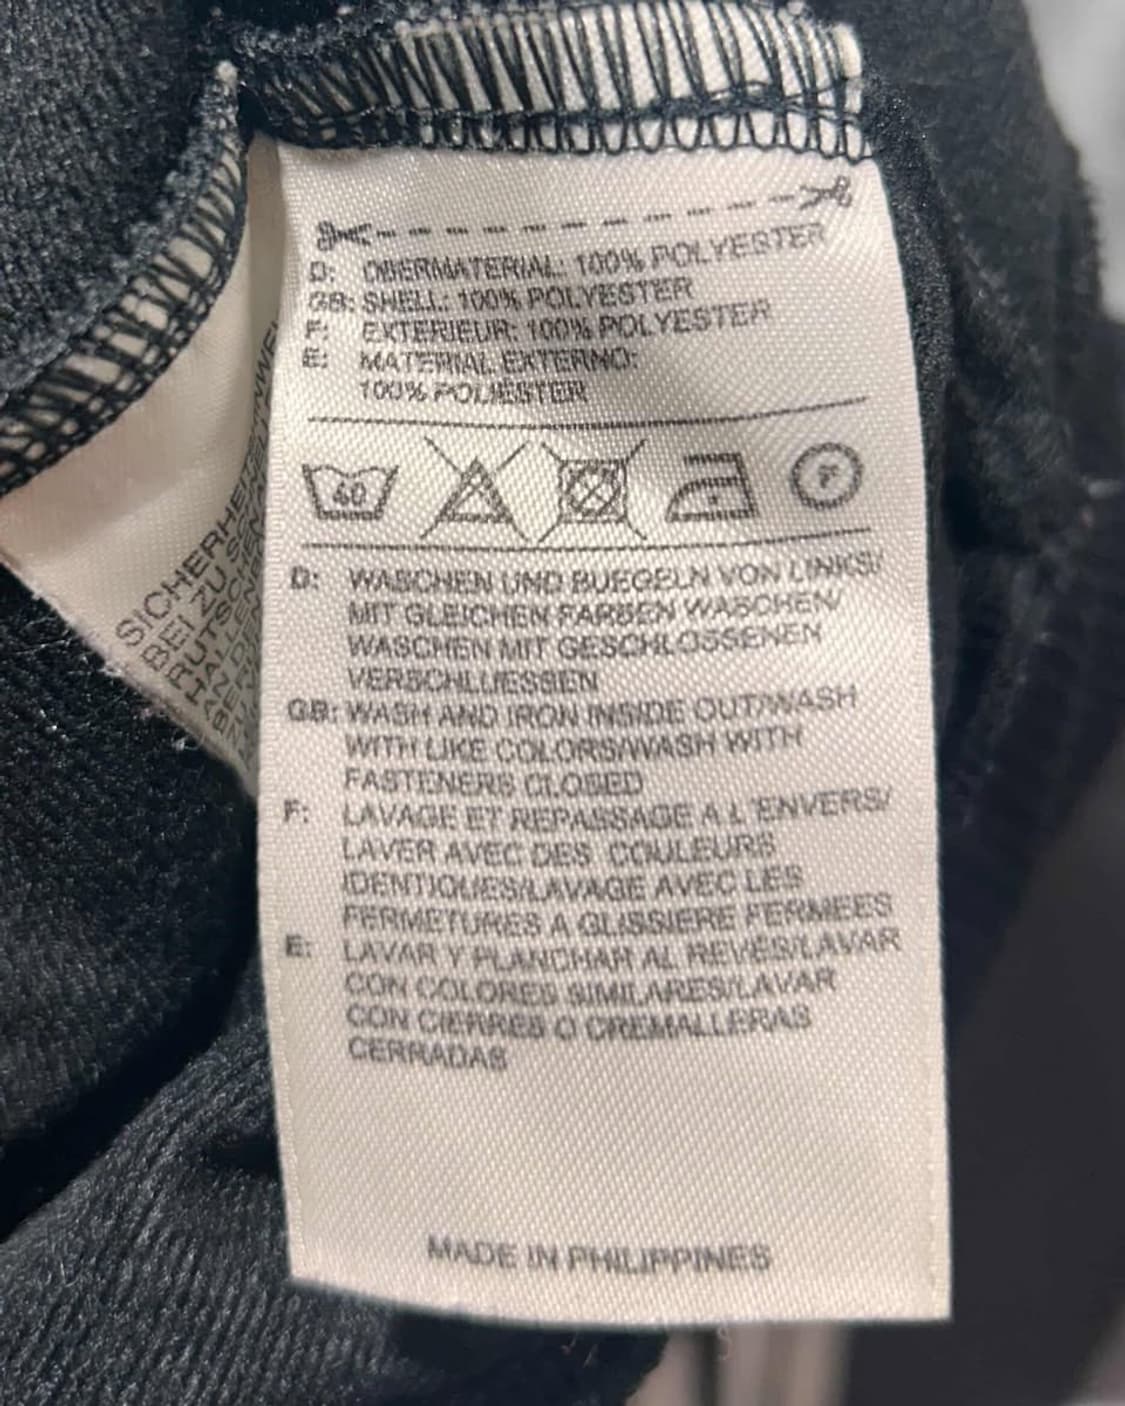 D: OBERMATERIAL: 100% POLYESTER
GB: SHELL: 100% POLYESTER
F: EXTERIEUR: 100% POLYESTER
E: MATERIAL EXTERNO:
100% POLIÉSTER
F
D: WASCHEN UND BUEGELN VON LINKS/
MIT GLEICHEN FARBEN WASCHEN/
WASCHEN MIT GESCHLOSSENEN
VERSCHLUESSEN
GB: WASH AND IRON INSIDE OUT/WASH
WITH LIKE COLORS/WASH WITH
FASTENERS CLOSED
F: LAVAGE ET REPASSAGE A L'ENVERS/
LAVER AVEC DES COULEURS
IDENTIQUES/LAVAGE AVEC LES
FERMETURES A GLISSIERE FERMEES
E: LAVAR Y PLANCHAR AL REVÉS/LAVAR
CON COLORES SIMILARES/LAVAR
CON CIERRES O CREMALLERAS
CERRADAS
MADE IN PHILIPPINES
BEI ZU